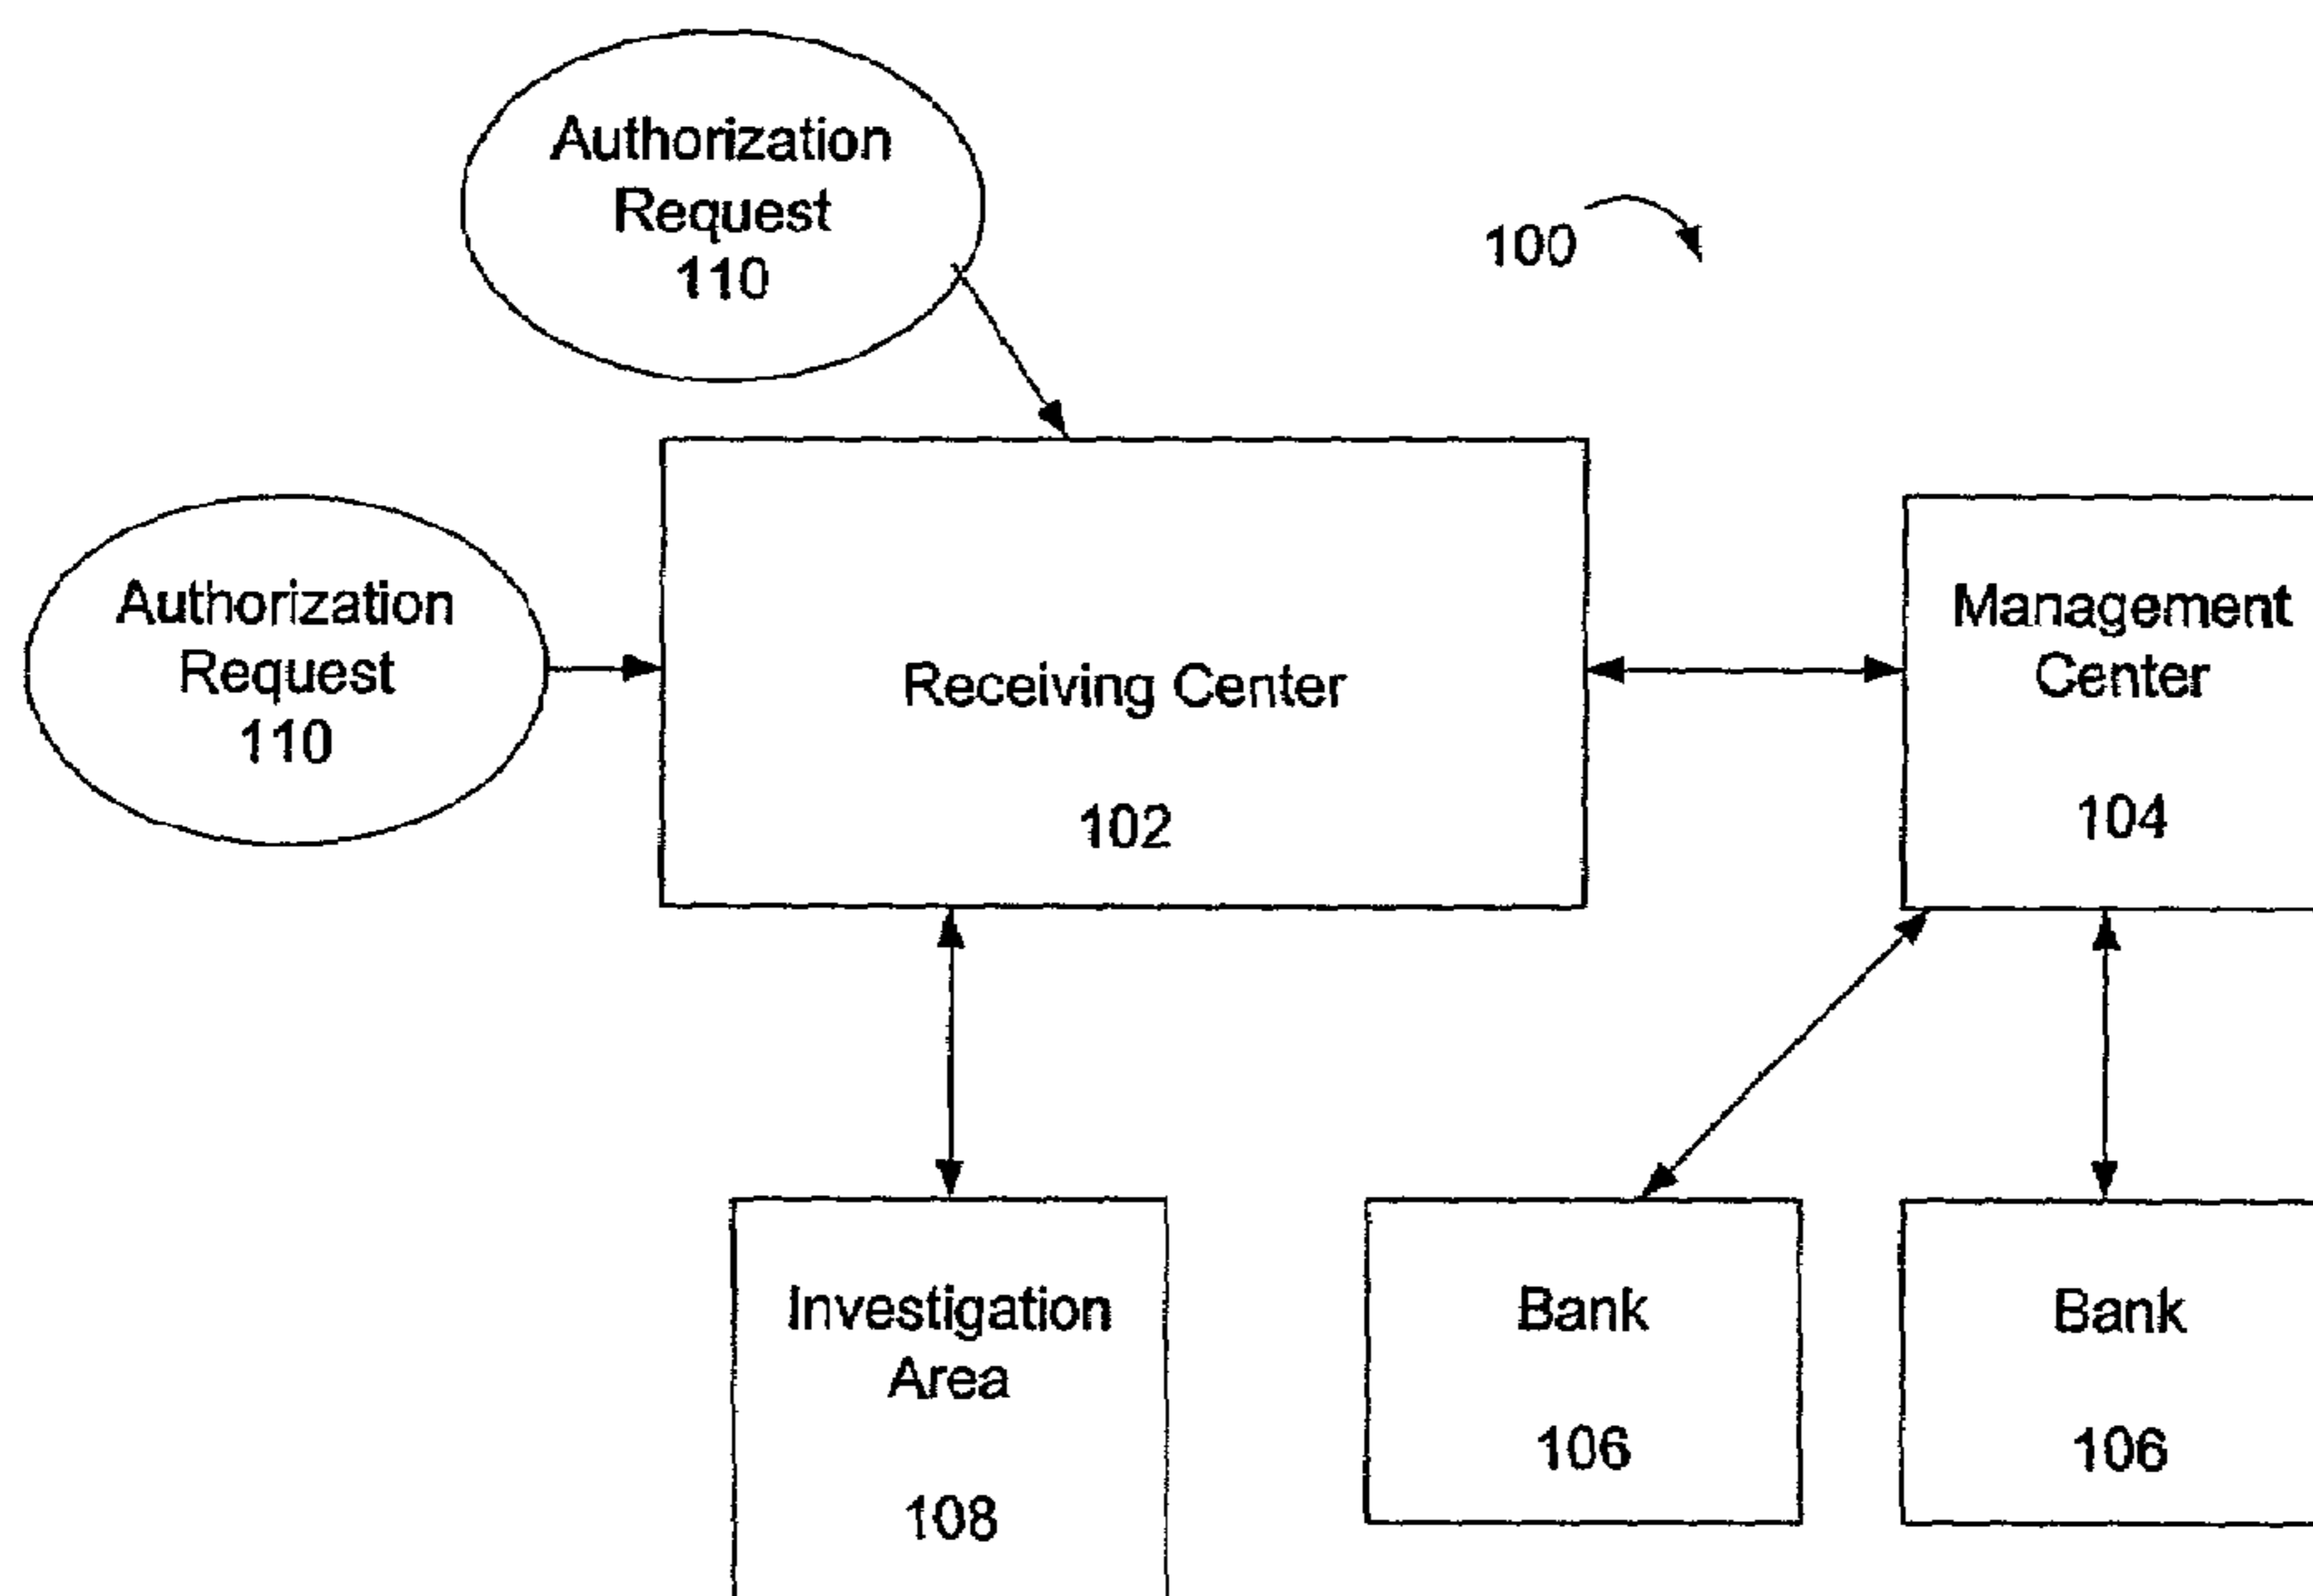 Authorization
Request
110
100
Authorization
Request
110
Receiving Center
102
Management
Center
104
Investigation
Area
108
Bank
106
Bank
106